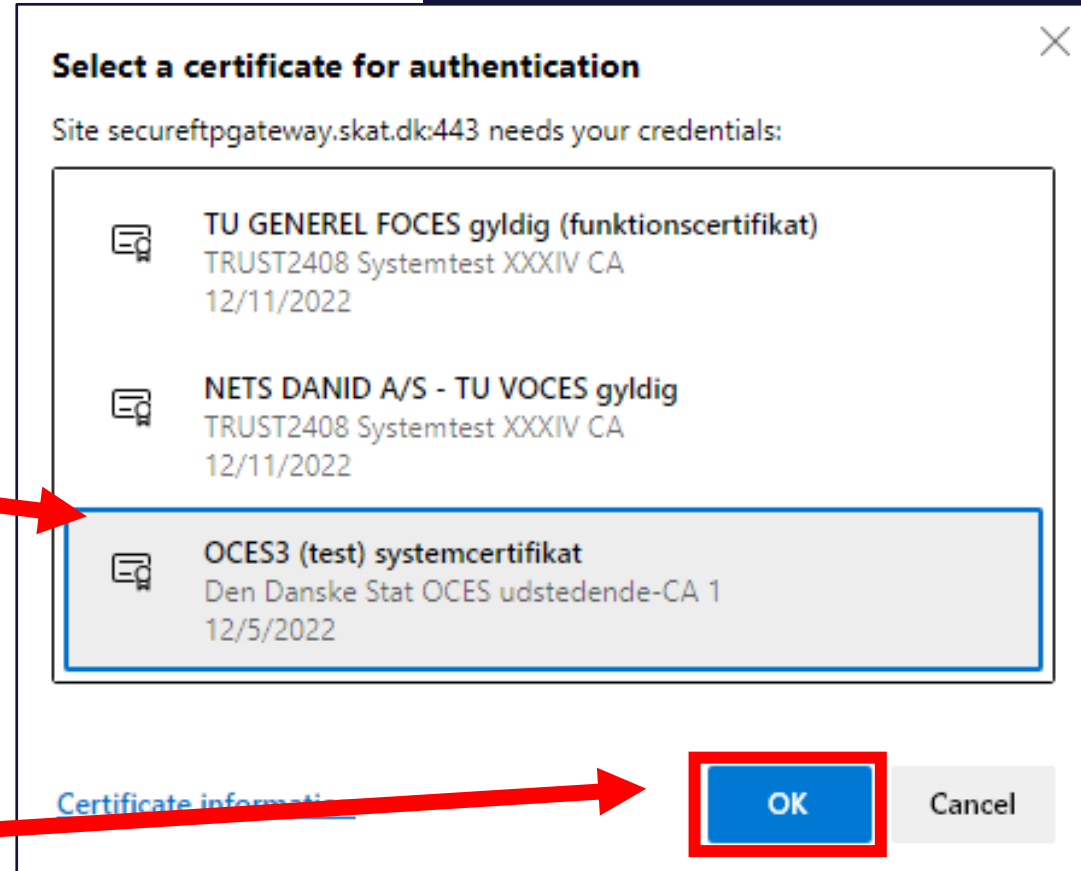 Select a certificate for authentication
Site secureftpgateway.skat.dk:443 needs your credentials:
TU GENEREL FOCES gyldig (funktionscertifikat)
TRUST2408 Systemtest XXXIV CA
12/11/2022
NETS DANID A/S - TU VOCES gyldig
TRUST2408 Systemtest XXXIV CA
12/11/2022
OCES3 (test) systemcertifikat
Den Danske Stat OCES udstedende-CA 1
12/5/2022
Certificate information
OK
Cancel